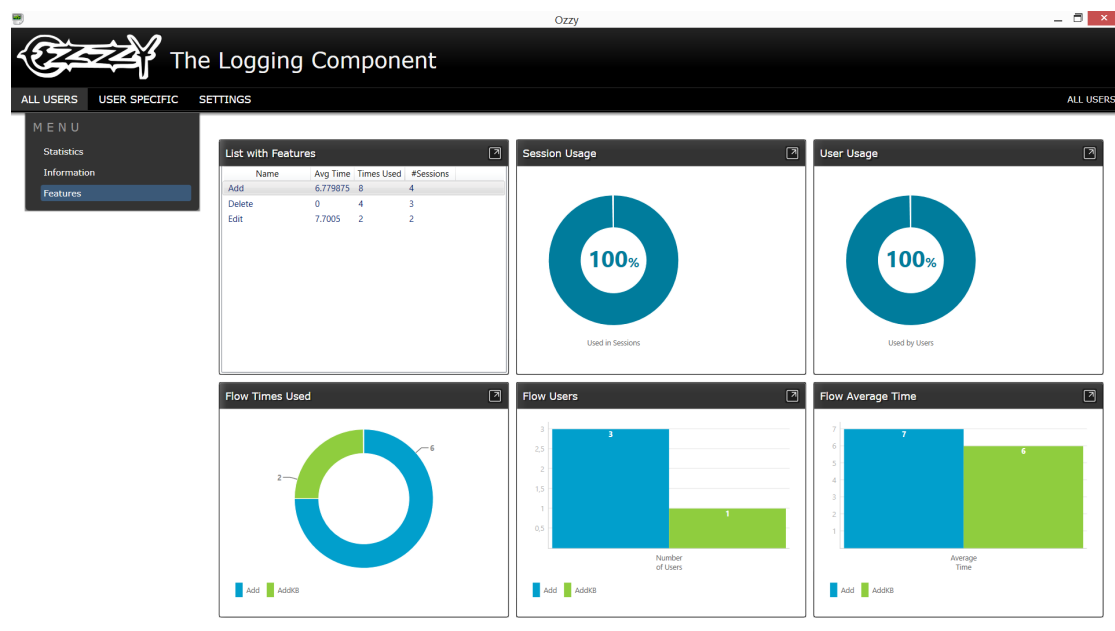 Ozzy
OZZY The Logging Component
ALL USERS USER SPECIFIC SETTINGS ALL USERS
MENU
Statistics
Information
Features
List with Features
Name Avg Time Times Used #Sessions
Add 6.779875 8 4
Delete 0 4 3
Edit 7.7005 2 2
Session Usage
100%
Used in Sessions
User Usage
100%
Used by Users
Flow Times Used
6
2
Add AddKB
Flow Users
3
2,5
2
1,5
1
0,5
3
1
Number
of Users
Add AddKB
Flow Average Time
7
6
5
4
3
2
1
7
6
Average
Time
Add AddKB